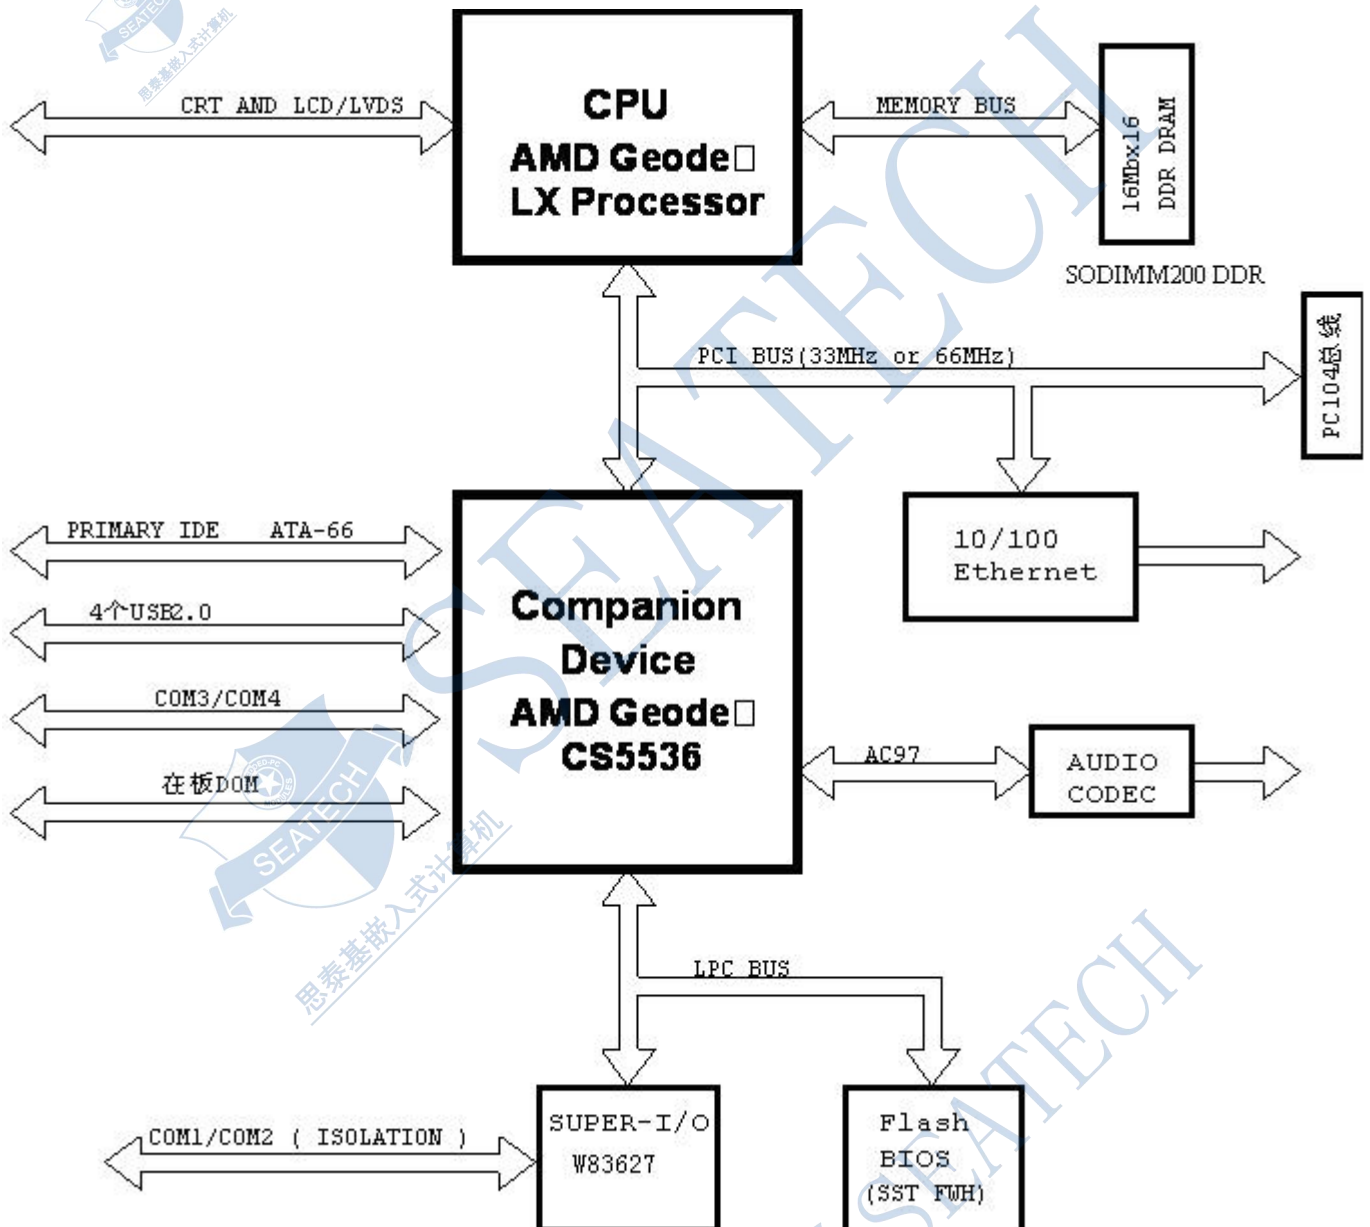 SEATECH
思泰基嵌入式计算机
CPU
AMD Geode□
LX Processor
CRT AND LCD/LVDS
MEMORY BUS
16Mbx16
DDR DRAM
SODIMM200 DDR
PCI BUS(33MHz or 66MHz)
PC104总线
10/100
Ethernet
PRIMARY IDE ATA-66
4个USB2.0
COM3/COM4
在板DOM
Companion
Device
AMD Geode□
CS5536
AC97
AUDIO
CODEC
SEATECH
SEATECH
思泰基嵌入式计算机
LPC BUS
SUPER-I/O
W83627
COM1/COM2 ( ISOLATION )
Flash
BIOS
(SST FWH)
SEATECH